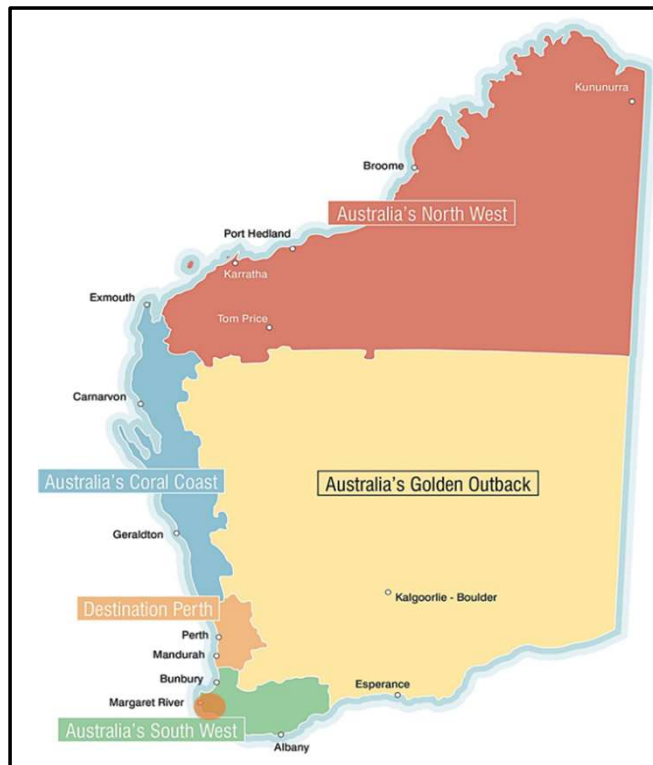 Kununurra
Broome
Australia's North West
Port Hedland
Karratha
Exmouth
Tom Price
Carnarvon
Australia's Coral Coast
Australia's Golden Outback
Geraldton
Kalgoorlie - Boulder
Destination Perth
Perth
Mandurah
Bunbury
Esperance
Margaret River
Australia's South West
Albany